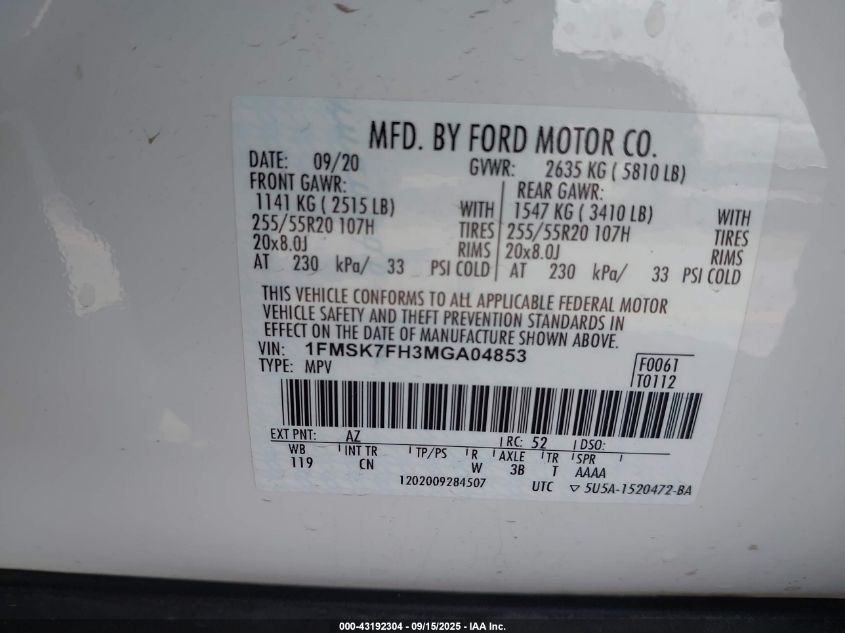 MFD. BY FORD MOTOR CO.
DATE: 09/20 GVWR: 2635 KG ( 5810 LB)
FRONT GAWR: REAR GAWR:
1141 KG ( 2515 LB) WITH 1547 KG ( 3410 LB) WITH
255/55R20 107H TIRES 255/55R20 107H TIRES
20x8.0J RIMS 20x8.0J RIMS
AT 230 kPa/ 33 PSI COLD AT 230 kPa/ 33 PSI COLD
THIS VEHICLE CONFORMS TO ALL APPLICABLE FEDERAL MOTOR
VEHICLE SAFETY AND THEFT PREVENTION STANDARDS IN
EFFECT ON THE DATE OF MANUFACTURE SHOWN ABOVE.
VIN: 1FMSK7FH3MGA04853 F0061
TYPE: MPV T0112
EXT PNT: AZ RC: 52 DSO:
WB INT TR TP/PS R AXLE TR SPR
119 CN W 3B T AAAA
1202009284507 UTC ▽ 5U5A-1520472-BA
000-43192304 - 09/15/2025 - IAA Inc.